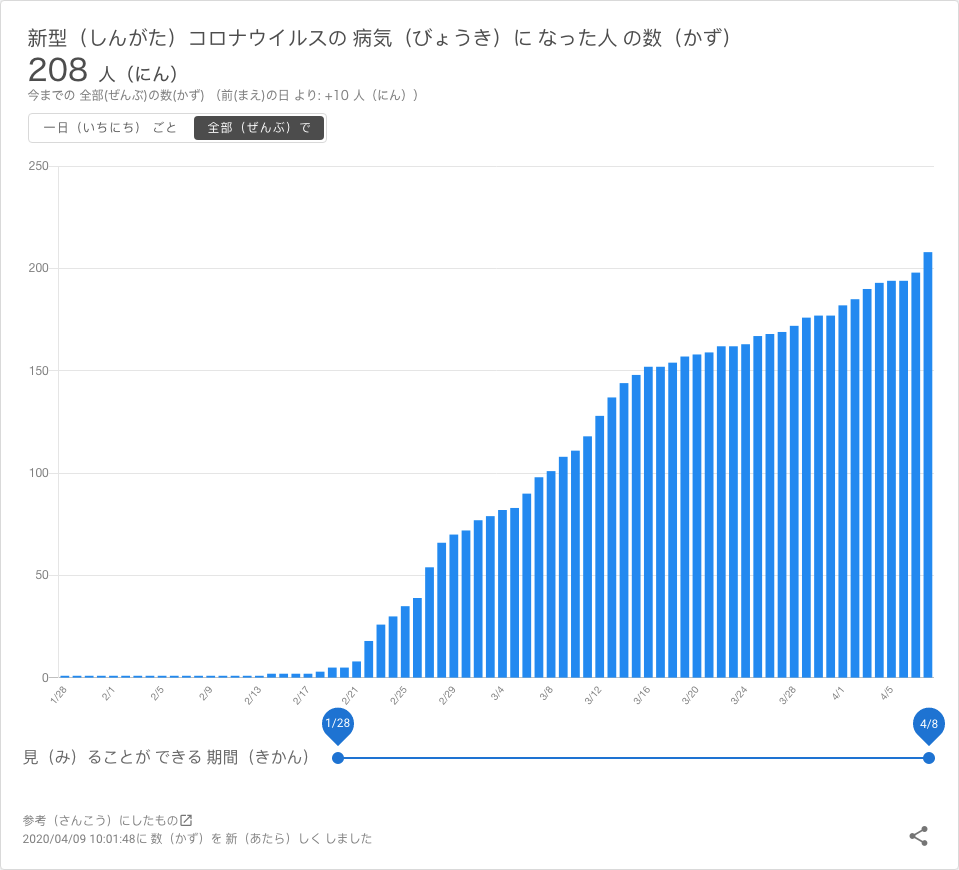 新型（しんがた）コロナウイルスの 病気（びょうき）に なった人 の数（かず）
208 人（にん）
今までの 全部(ぜんぶ)の数(かず) （前(まえ)の日 より: +10 人（にん））
一日（いちにち） ごと 全部（ぜんぶ）で
250
200
150
100
50
0
1/28 2/1 2/5 2/9 2/13 2/17 2/21 2/25 2/29 3/4 3/8 3/12 3/16 3/20 3/24 3/28 4/1 4/5
1/28 4/8
見（み）ることが できる 期間（きかん）
参考（さんこう）にしたもの
2020/04/09 10:01:48に 数（かず）を 新（あたら）しく しました